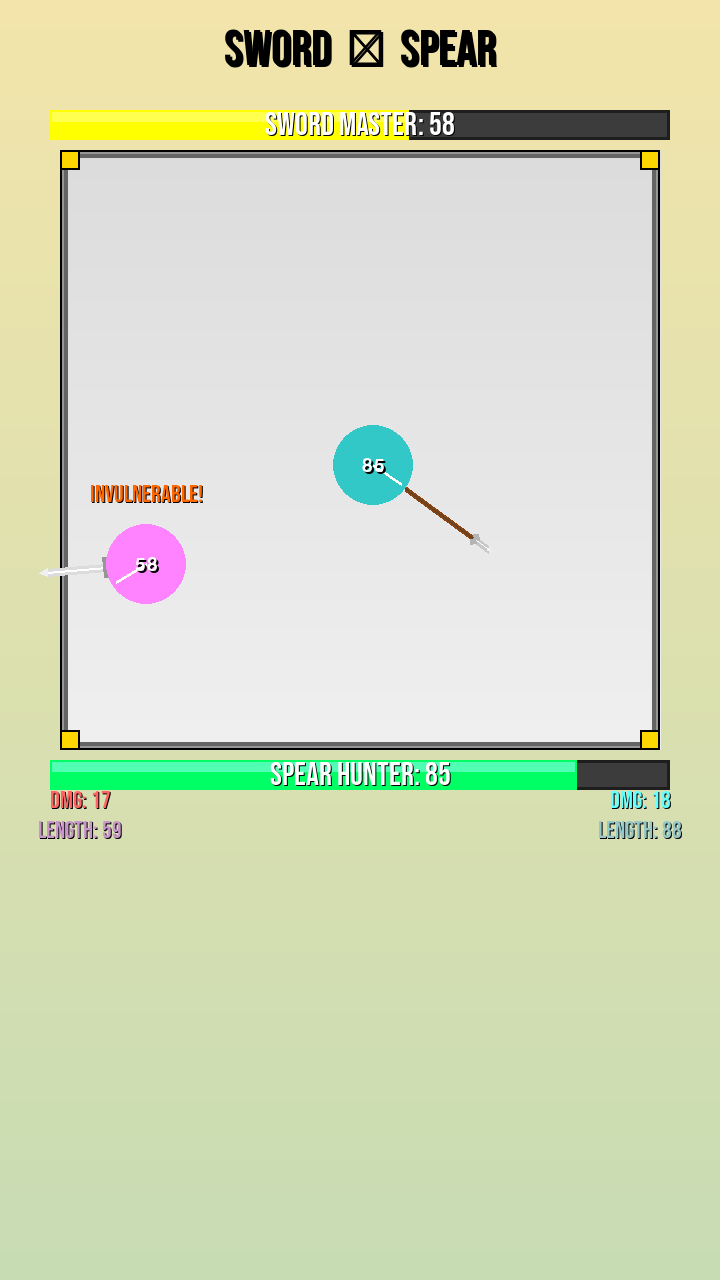 SWORD SPEAR
SWORD MASTER: 58
85
INVULNERABLE!
58
SPEAR HUNTER: 85
DMG: 17
DMG: 18
LENGTH: 59
LENGTH: 88